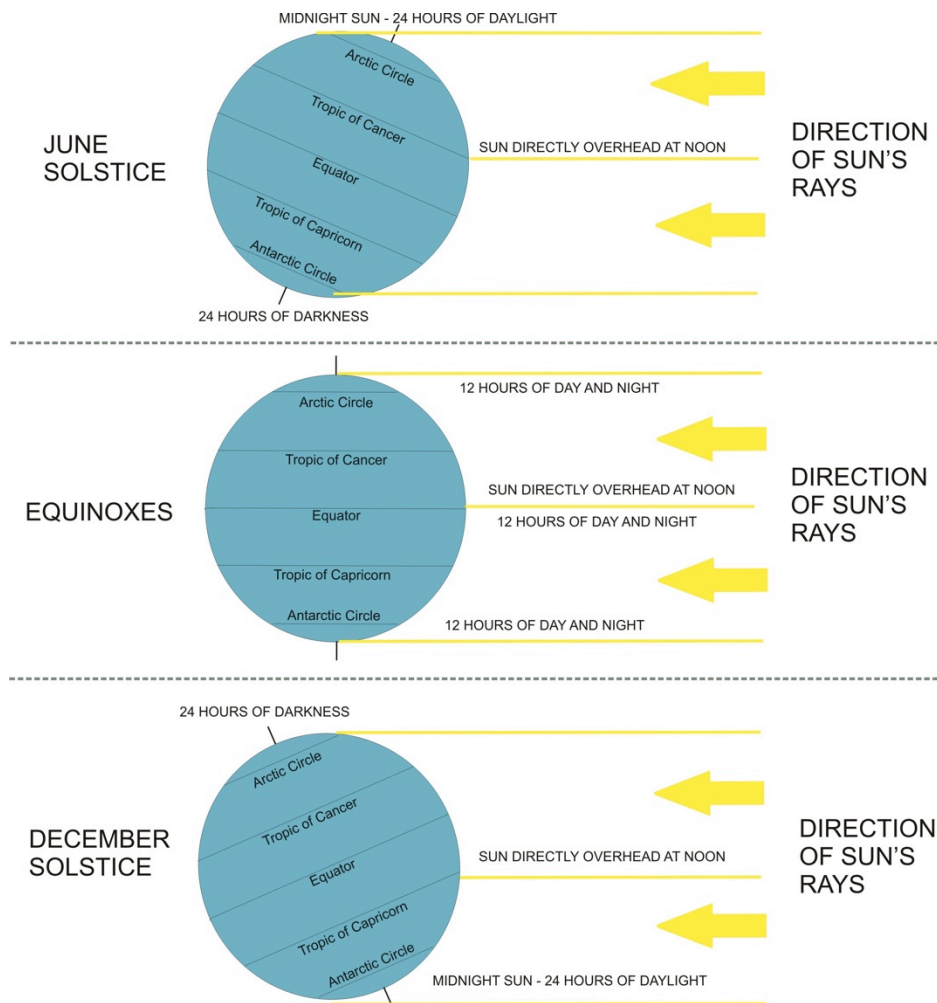 MIDNIGHT SUN - 24 HOURS OF DAYLIGHT
Arctic Circle
Tropic of Cancer
JUNE
SOLSTICE
SUN DIRECTLY OVERHEAD AT NOON
DIRECTION
OF SUN'S
RAYS
Equator
Tropic of Capricorn
Antarctic Circle
24 HOURS OF DARKNESS
12 HOURS OF DAY AND NIGHT
Arctic Circle
Tropic of Cancer
EQUINOXES
SUN DIRECTLY OVERHEAD AT NOON
Equator
12 HOURS OF DAY AND NIGHT
DIRECTION
OF SUN'S
RAYS
Tropic of Capricorn
Antarctic Circle
12 HOURS OF DAY AND NIGHT
24 HOURS OF DARKNESS
Arctic Circle
Tropic of Cancer
DECEMBER
SOLSTICE
Equator
SUN DIRECTLY OVERHEAD AT NOON
DIRECTION
OF SUN'S
RAYS
Tropic of Capricorn
Antarctic Circle
MIDNIGHT SUN - 24 HOURS OF DAYLIGHT